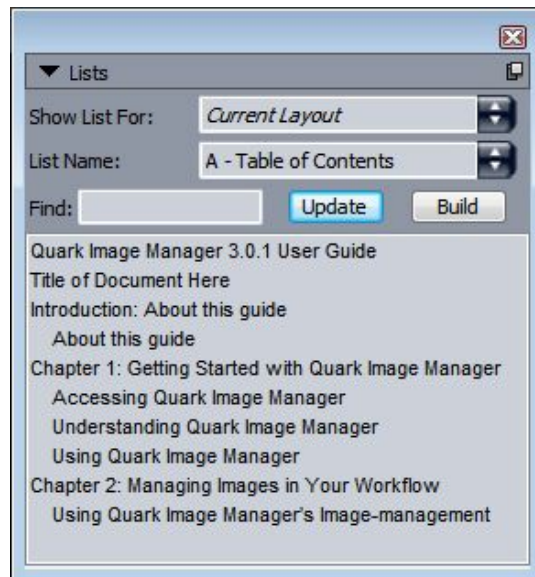 Lists
Show List For: Current Layout
List Name: A - Table of Contents
Find: Update Build
Quark Image Manager 3.0.1 User Guide
Title of Document Here
Introduction: About this guide
About this guide
Chapter 1: Getting Started with Quark Image Manager
Accessing Quark Image Manager
Understanding Quark Image Manager
Using Quark Image Manager
Chapter 2: Managing Images in Your Workflow
Using Quark Image Manager's Image-management